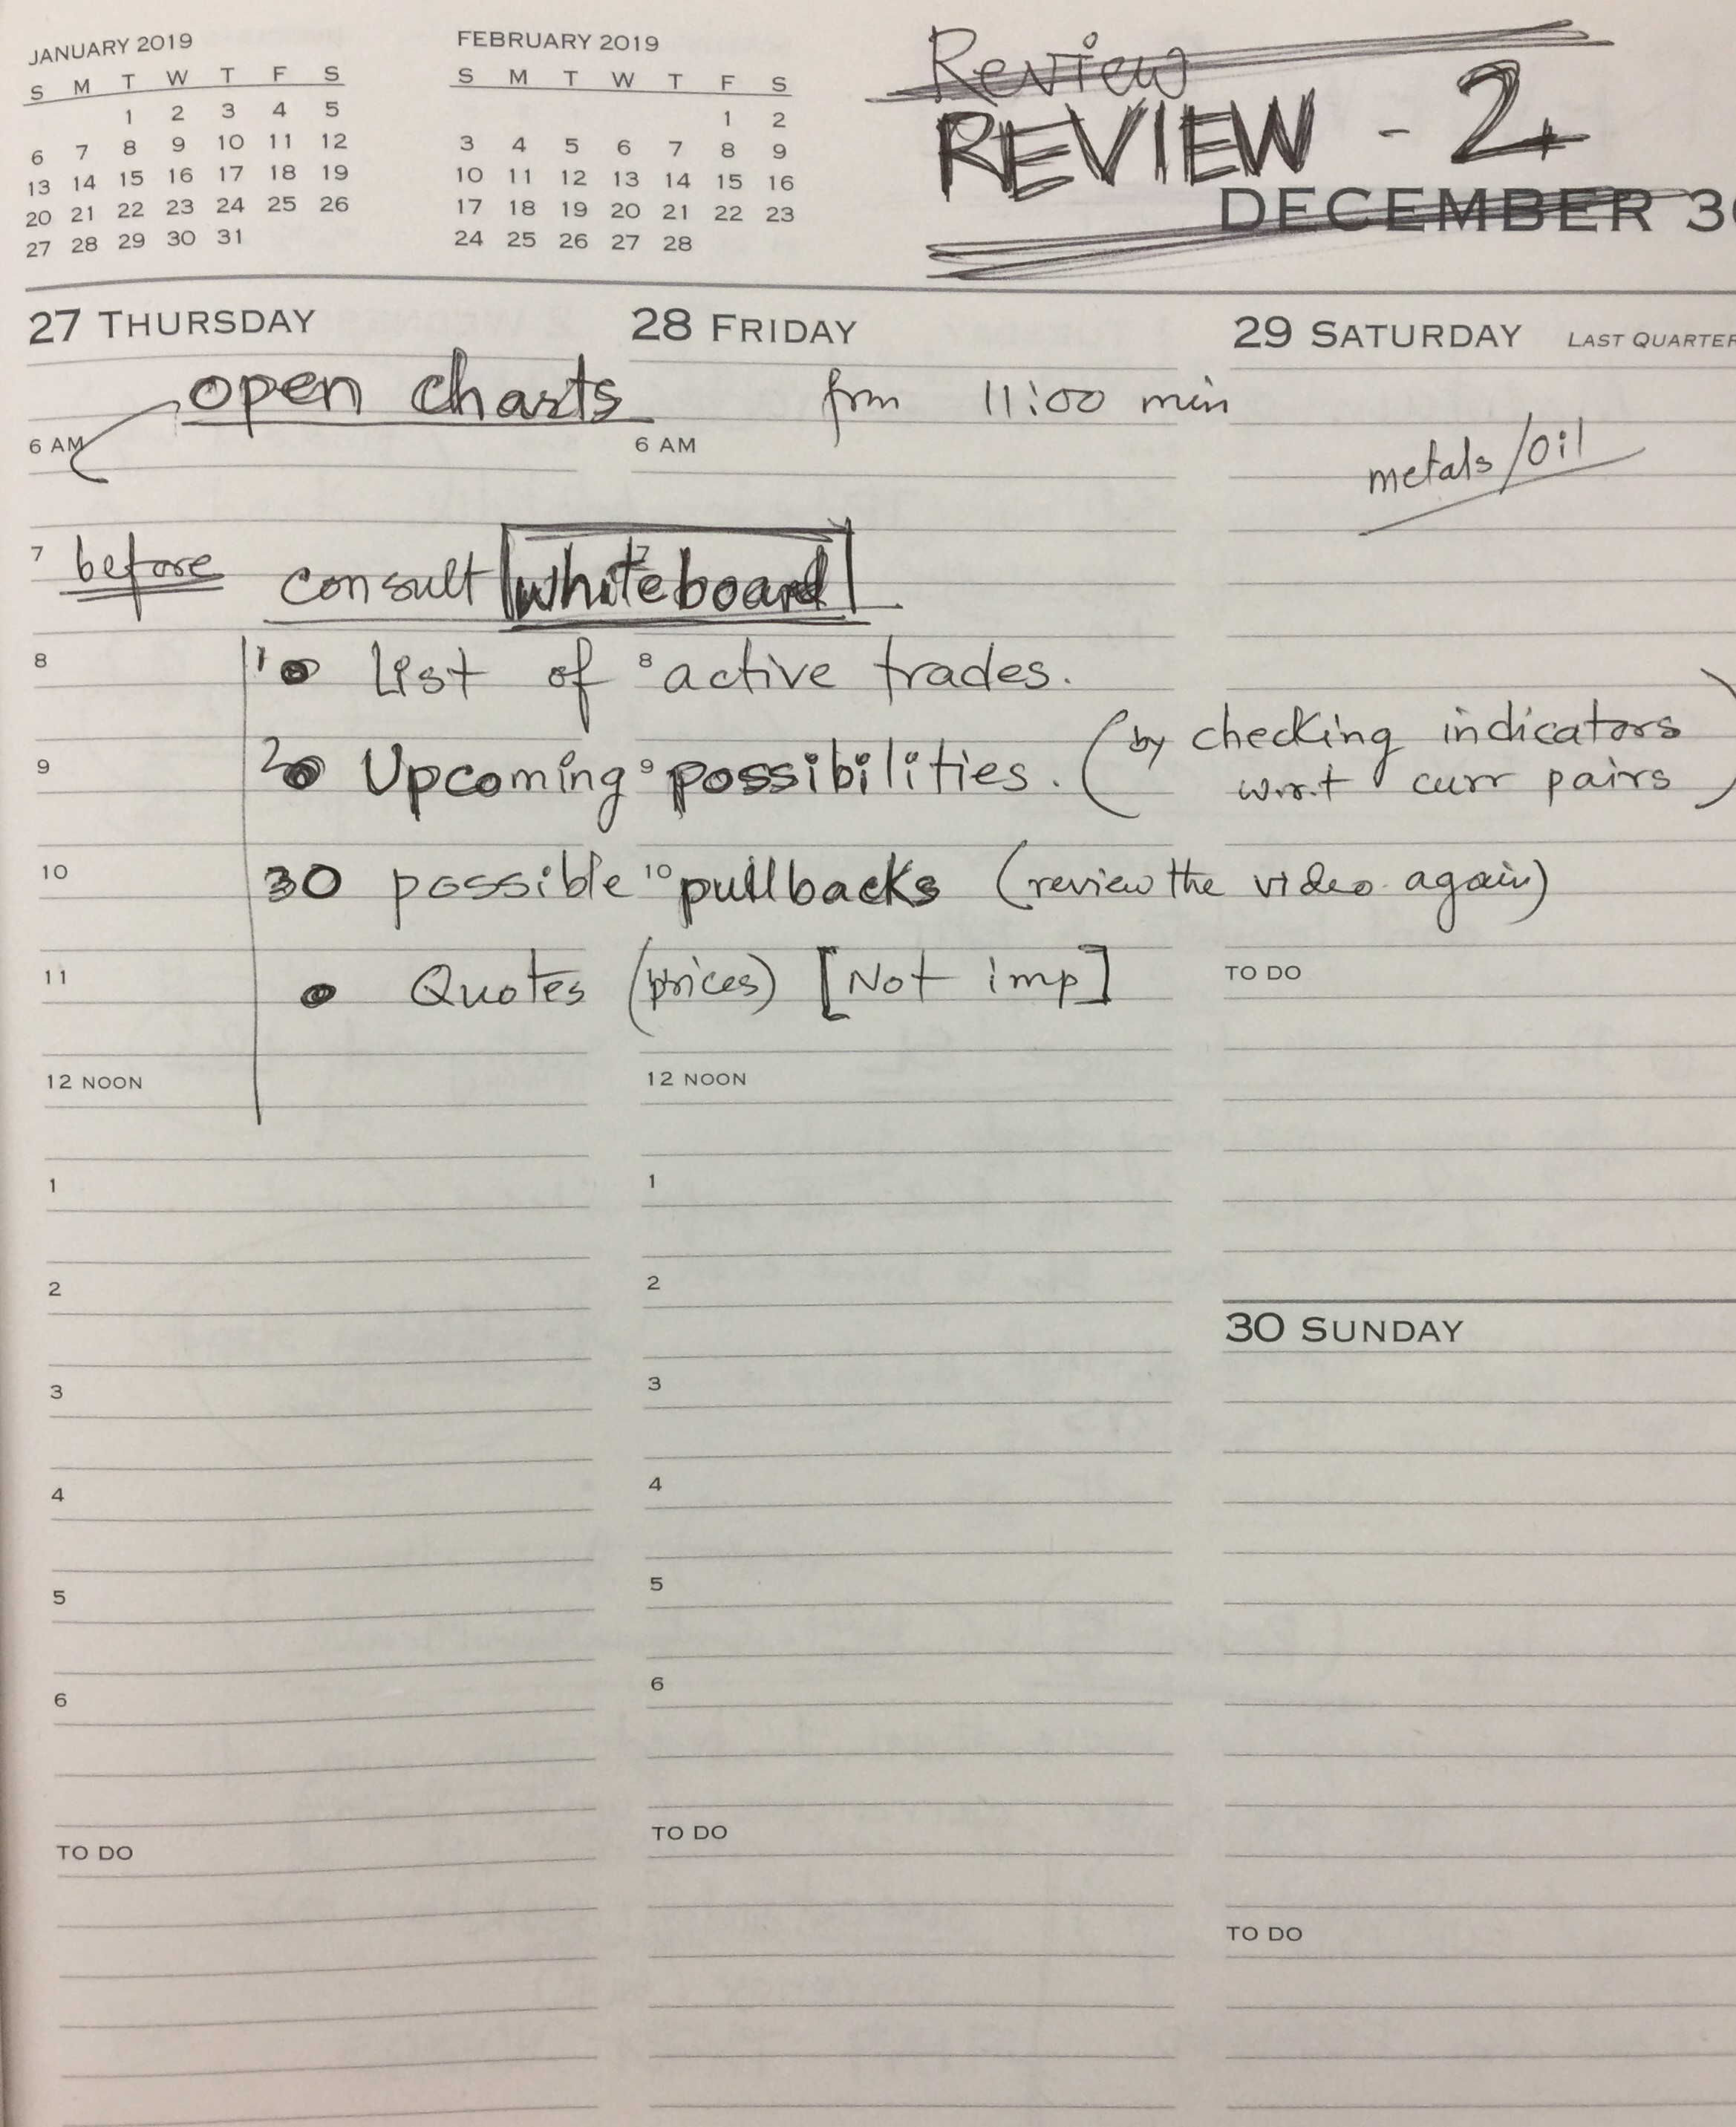 JANUARY 2019
S M T W T F S
1 2 3 4 5
6 7 8 9 10 11 12
13 14 15 16 17 18 19
20 21 22 23 24 25 26
27 28 29 30 31
FEBRUARY 2019
S M T W T F S
1 2
3 4 5 6 7 8 9
10 11 12 13 14 15 16
17 18 19 20 21 22 23
24 25 26 27 28
Review
REVIEW - 2
DECEMBER 30
27 THURSDAY
28 FRIDAY
29 SATURDAY LAST QUARTER
open charts frm 11:00 min
6 AM
6 AM
metals/oil
7 before consult whiteboard 7
8 1 List of 8 active trades.
9 2 Upcoming 9 possibilities. (by checking indicators
w.r.t curr pairs)
10 30 possible 10 pullbacks (review the video again)
11 Quotes (prices) [Not imp]
TO DO
12 NOON
12 NOON
1
1
2
2
30 SUNDAY
3
3
4
4
5
5
6
6
TO DO
TO DO
TO DO